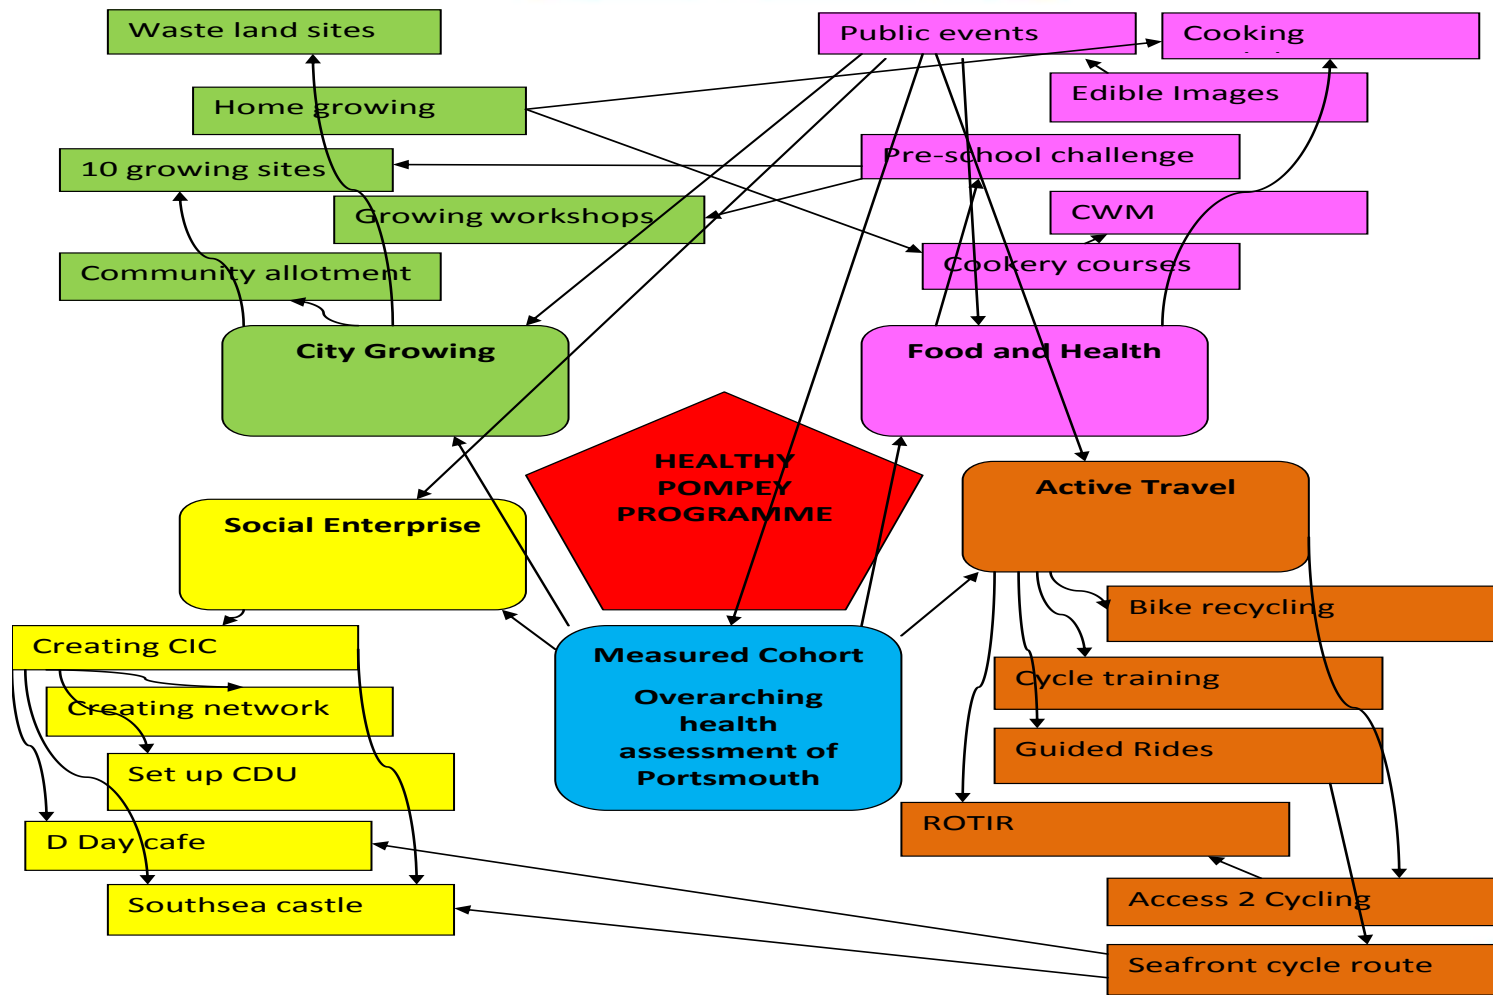 Waste land sites
Public events
Cooking
Home growing
Edible Images
10 growing sites
Pre-school challenge
Growing workshops
CWM
Community allotment
Cookery courses
City Growing
Food and Health
HEALTHY
POMPEY
PROGRAMME
Active Travel
Social Enterprise
Bike recycling
Creating CIC
Measured Cohort
Overarching
health
assessment of
Portsmouth
Cycle training
Creating network
Guided Rides
Set up CDU
ROTIR
D Day cafe
Access 2 Cycling
Southsea castle
Seafront cycle route